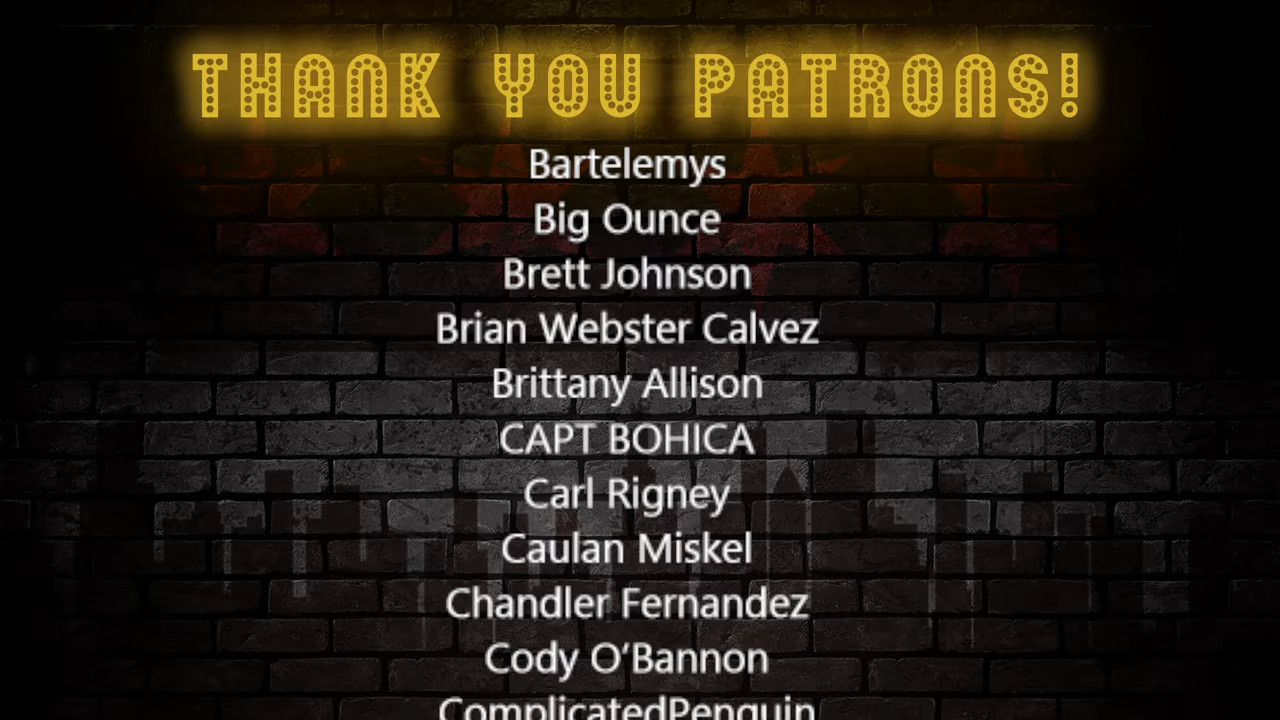 THANK YOU PATRONS!
Bartelemys
Big Ounce
Brett Johnson
Brian Webster Calvez
Brittany Allison
CAPT BOHICA
Carl Rigney
Caulan Miskel
Chandler Fernandez
Cody O‘Bannon
ComplicatedPenguin